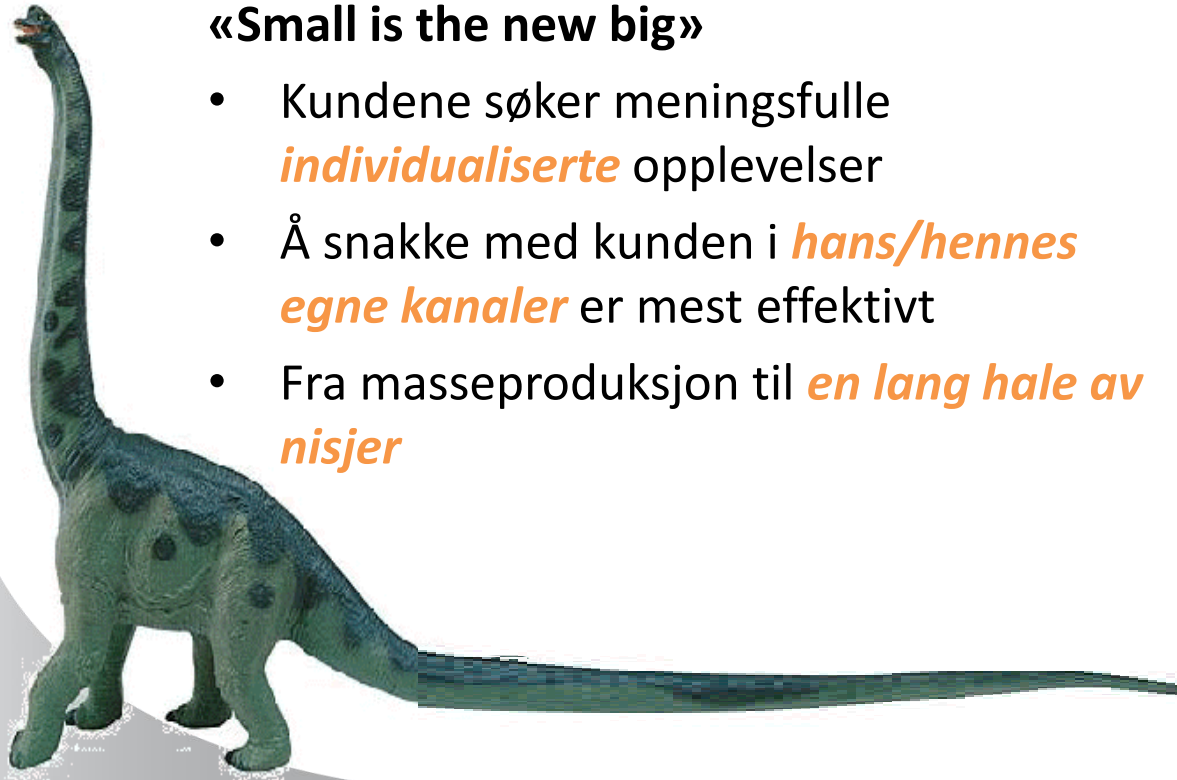 «Small is the new big»
• Kundene søker meningsfulle
individualiserte opplevelser
• Å snakke med kunden i hans/hennes
egne kanaler er mest effektivt
• Fra masseproduksjon til en lang hale av
nisjer